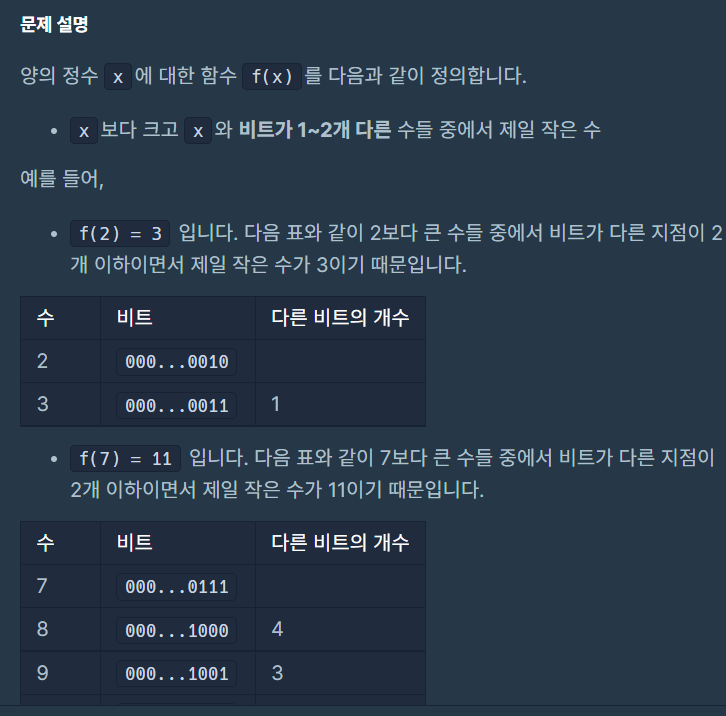 문제 설명
양의 정수 x 에 대한 함수 f(x) 를 다음과 같이 정의합니다.
• x 보다 크고 x 와 비트가 1~2개 다른 수들 중에서 제일 작은 수
예를 들어,
• f(2) = 3 입니다. 다음 표와 같이 2보다 큰 수들 중에서 비트가 다른 지점이 2
개 이하이면서 제일 작은 수가 3이기 때문입니다.
수 비트 다른 비트의 개수
2 000...0010
3 000...0011 1
• f(7) = 11 입니다. 다음 표와 같이 7보다 큰 수들 중에서 비트가 다른 지점이
2개 이하이면서 제일 작은 수가 11이기 때문입니다.
수 비트 다른 비트의 개수
7 000...0111
8 000...1000 4
9 000...1001 3